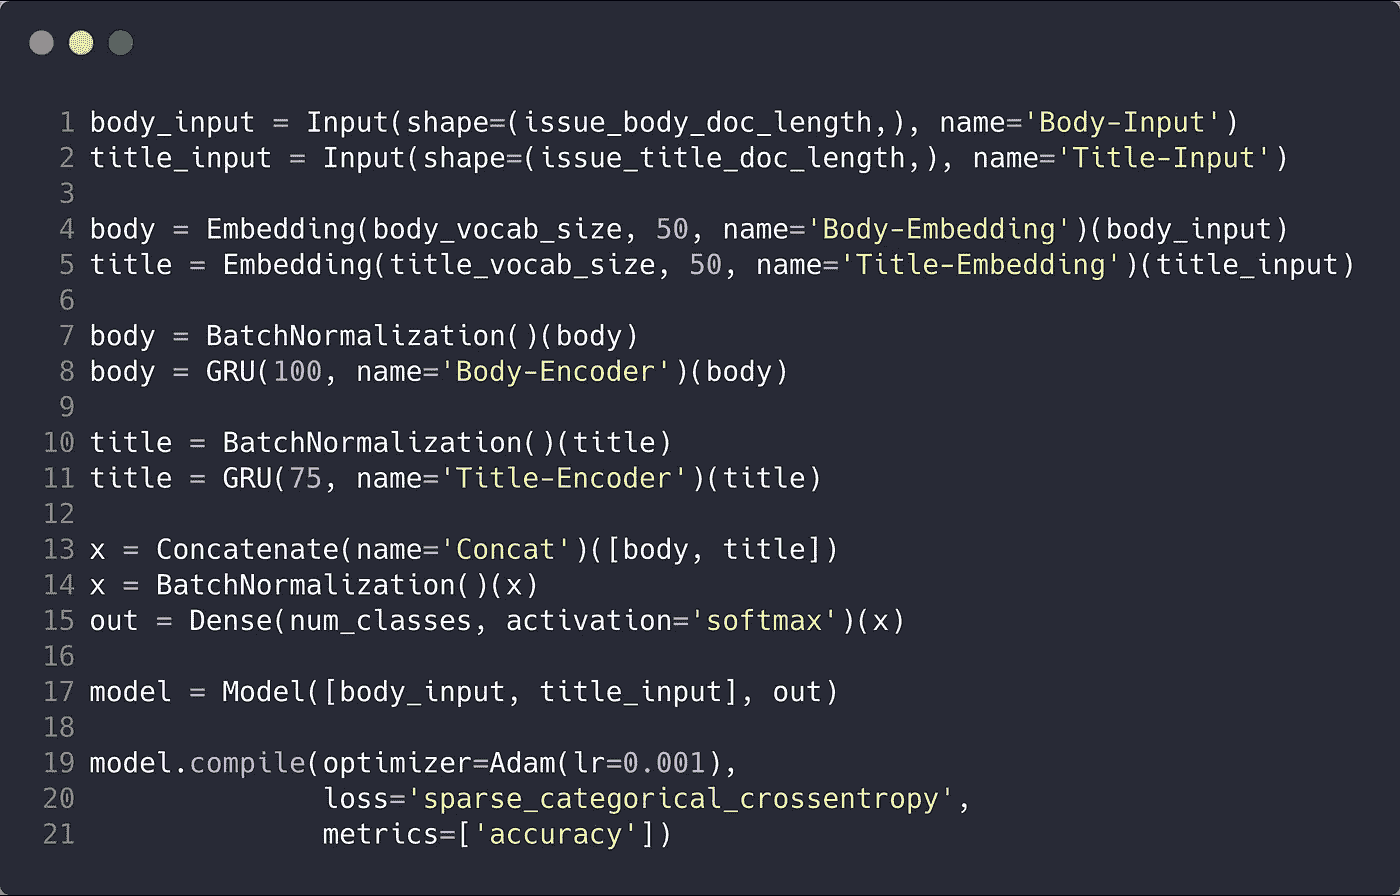 1 body_input = Input(shape=(issue_body_doc_length,), name='Body-Input')
2 title_input = Input(shape=(issue_title_doc_length,), name='Title-Input')
3
4 body = Embedding(body_vocab_size, 50, name='Body-Embedding')(body_input)
5 title = Embedding(title_vocab_size, 50, name='Title-Embedding')(title_input)
6
7 body = BatchNormalization()(body)
8 body = GRU(100, name='Body-Encoder')(body)
9
10 title = BatchNormalization()(title)
11 title = GRU(75, name='Title-Encoder')(title)
12
13 x = Concatenate(name='Concat')([body, title])
14 x = BatchNormalization()(x)
15 out = Dense(num_classes, activation='softmax')(x)
16
17 model = Model([body_input, title_input], out)
18
19 model.compile(optimizer=Adam(lr=0.001),
20               loss='sparse_categorical_crossentropy',
21               metrics=['accuracy'])